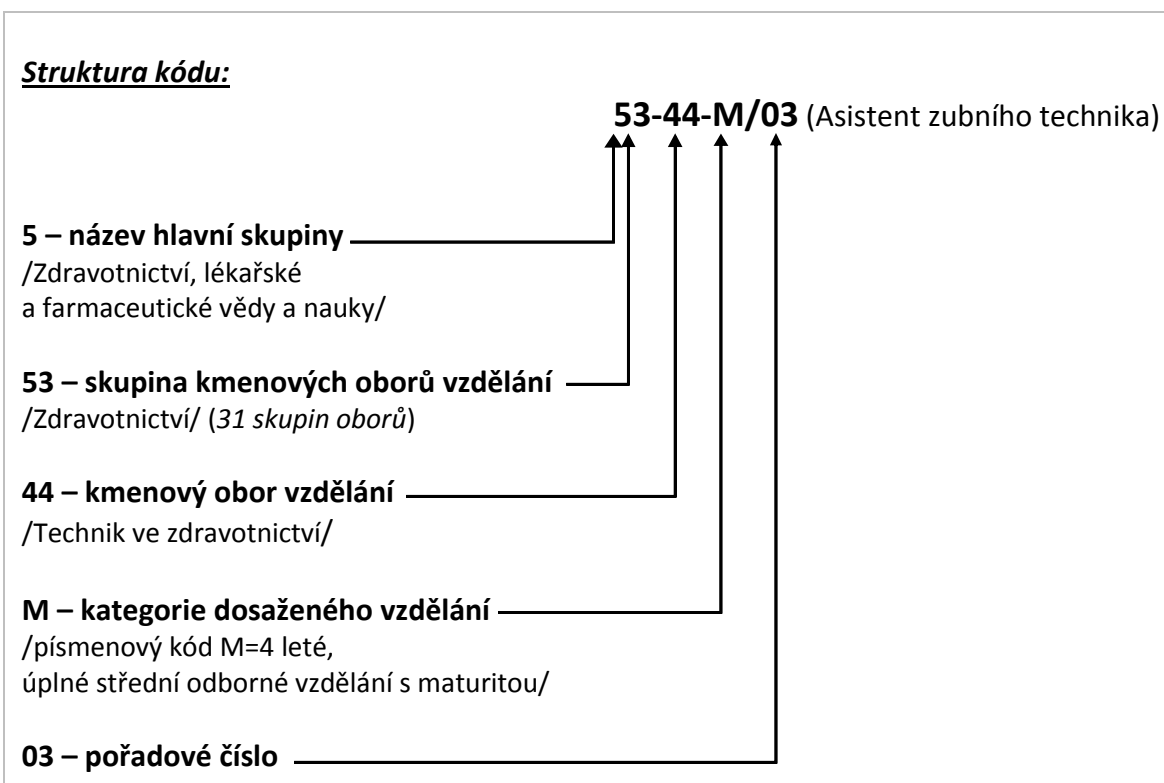 Struktura kódu:
53-44-M/03 (Asistent zubního technika)
5 – název hlavní skupiny
/Zdravotnictví, lékařské
a farmaceutické vědy a nauky/
53 – skupina kmenových oborů vzdělání
/Zdravotnictví/ (31 skupin oborů)
44 – kmenový obor vzdělání
/Technik ve zdravotnictví/
M – kategorie dosaženého vzdělání
/písmenový kód M=4 leté,
úplné střední odborné vzdělání s maturitou/
03 – pořadové číslo